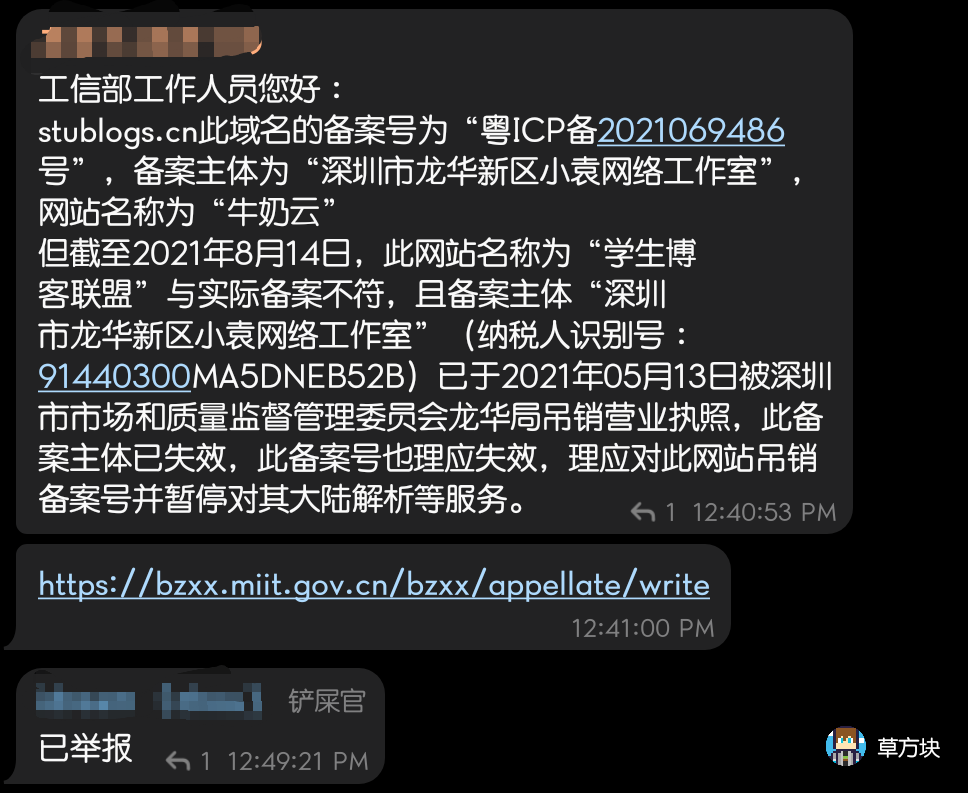 工信部工作人员您好：
stublogs.cn此域名的备案号为“粤ICP备2021069486
号”，备案主体为“深圳市龙华新区小袁网络工作室”，
网站名称为“牛奶云”
但截至2021年8月14日，此网站名称为“学生博
客联盟”与实际备案不符，且备案主体“深圳
市龙华新区小袁网络工作室”（纳税人识别号：
91440300MA5DNEB52B）已于2021年05月13日被深圳
市市场和质量监督管理委员会龙华局吊销营业执照，此备
案主体已失效，此备案号也理应失效，理应对此网站吊销
备案号并暂停对其大陆解析等服务。
1 12:40:53 PM
https://bzxx.miit.gov.cn/bzxx/appellate/write
12:41:00 PM
铲屎官
已举报
1 12:49:21 PM
草方块